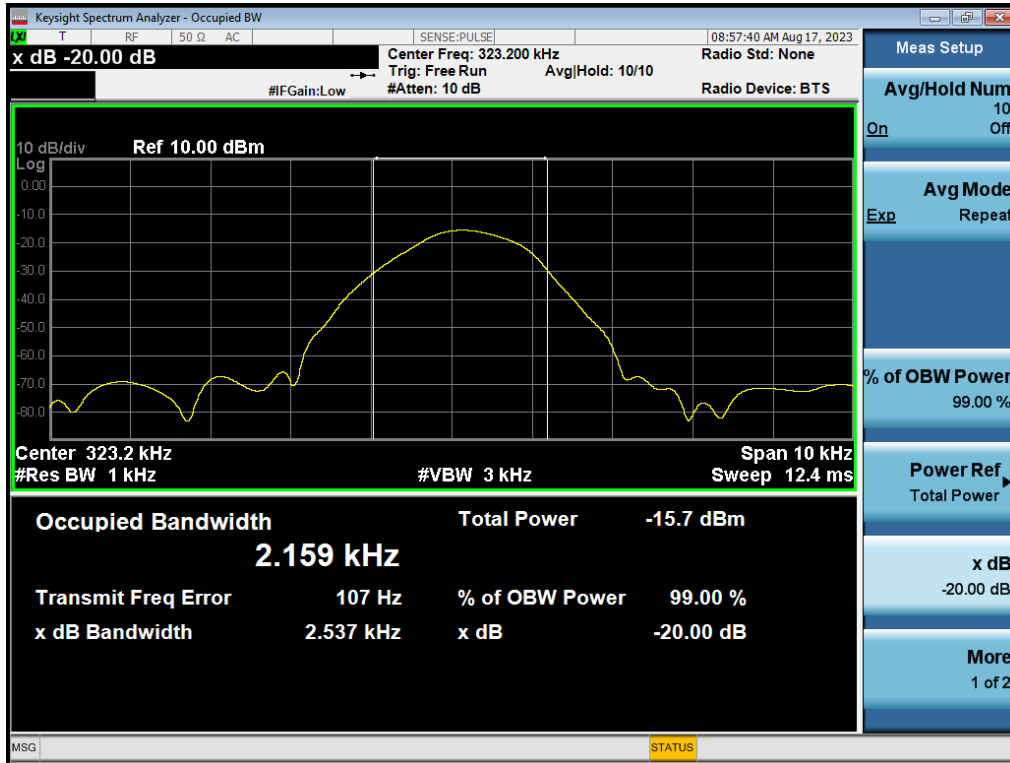 Keysight Spectrum Analyzer - Occupied BW
LXI T RF 50 Ω AC SENSE:PULSE 08:57:40 AM Aug 17, 2023
x dB -20.00 dB
Center Freq: 323.200 kHz Radio Std: None
Trig: Free Run Avg|Hold: 10/10
#IFGain:Low #Atten: 10 dB Radio Device: BTS
10 dB/div Ref 10.00 dBm
Log
0.00
-10.0
-20.0
-30.0
-40.0
-50.0
-60.0
-70.0
-80.0
Center 323.2 kHz Span 10 kHz
#Res BW 1 kHz #VBW 3 kHz Sweep 12.4 ms
Occupied Bandwidth Total Power -15.7 dBm
2.159 kHz
Transmit Freq Error 107 Hz % of OBW Power 99.00 %
x dB Bandwidth 2.537 kHz x dB -20.00 dB
MSG STATUS
Meas Setup
Avg/Hold Num
10
On Off
Avg Mode
Exp Repeat
% of OBW Power
99.00 %
Power Ref
Total Power
x dB
-20.00 dB
More
1 of 2